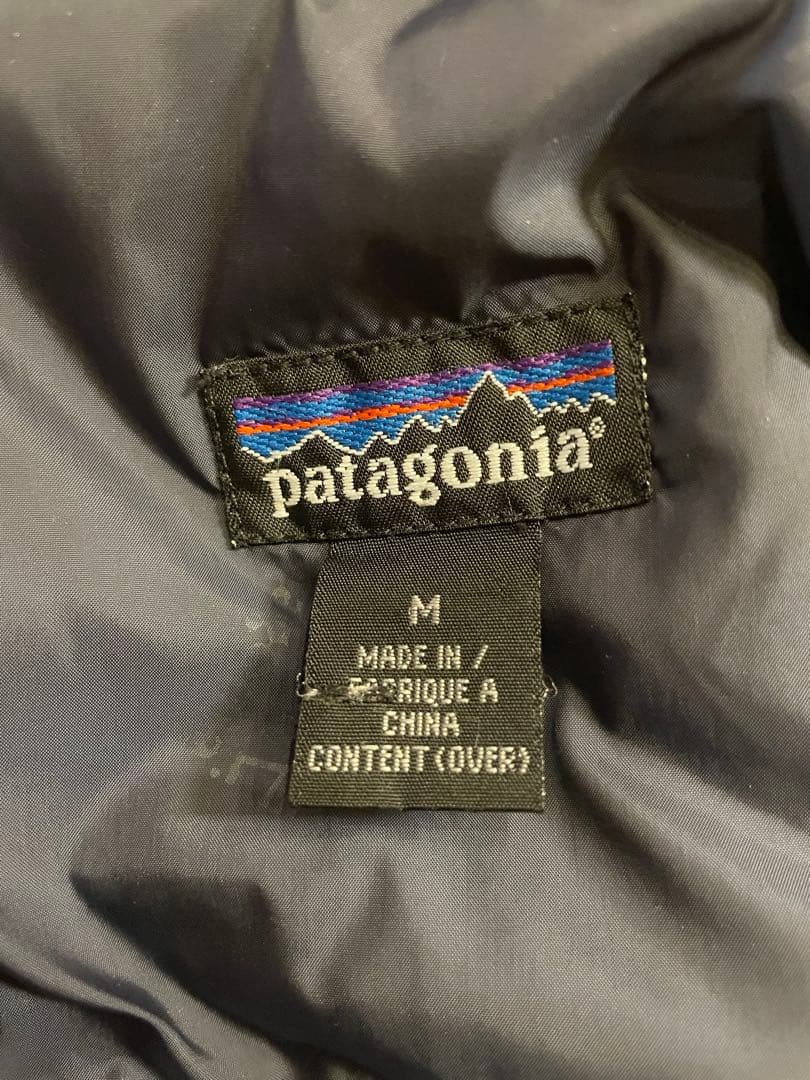 patagonia®
M
MADE IN /
FABRIQUE A
CHINA
CONTENT(OVER)